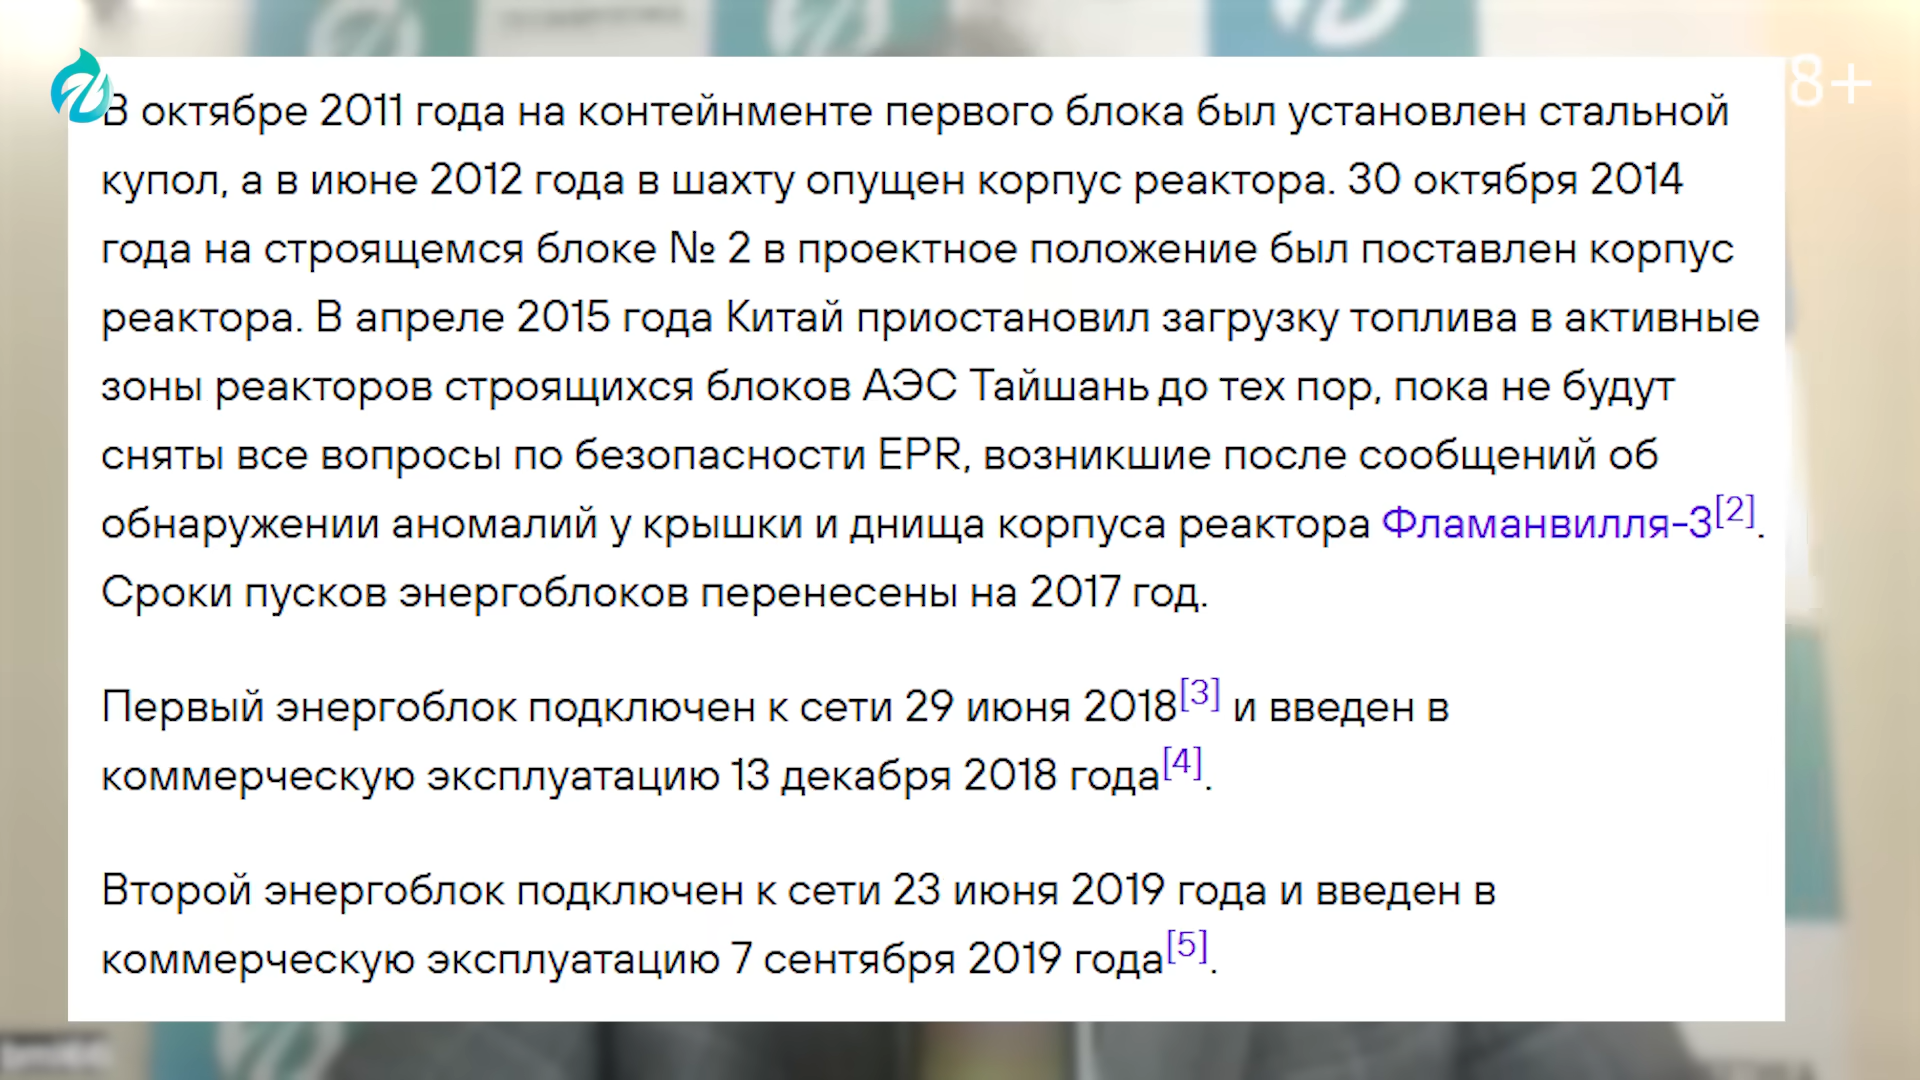 8+
В октябре 2011 года на контейнменте первого блока был установлен стальной
купол, а в июне 2012 года в шахту опущен корпус реактора. 30 октября 2014
года на строящемся блоке № 2 в проектное положение был поставлен корпус
реактора. В апреле 2015 года Китай приостановил загрузку топлива в активные
зоны реакторов строящихся блоков АЭС Тайшань до тех пор, пока не будут
сняты все вопросы по безопасности EPR, возникшие после сообщений об
обнаружении аномалий у крышки и днища корпуса реактора Фламанвилля-3[2].
Сроки пусков энергоблоков перенесены на 2017 год.
Первый энергоблок подключен к сети 29 июня 2018[3] и введен в
коммерческую эксплуатацию 13 декабря 2018 года[4].
Второй энергоблок подключен к сети 23 июня 2019 года и введен в
коммерческую эксплуатацию 7 сентября 2019 года[5].